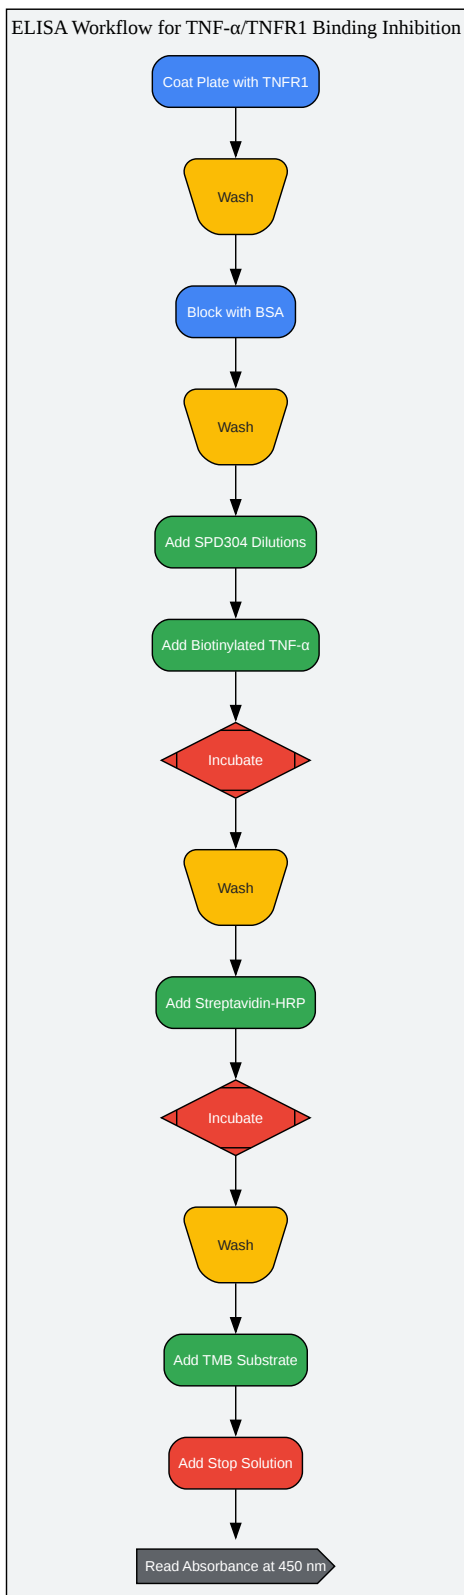 ELISA Workflow for TNF-α/TNFR1 Binding Inhibition
Coat Plate with TNFR1
Wash
Block with BSA
Wash
Add SPD304 Dilutions
Add Biotinylated TNF-α
Incubate
Wash
Add Streptavidin-HRP
Incubate
Wash
Add TMB Substrate
Add Stop Solution
Read Absorbance at 450 nm